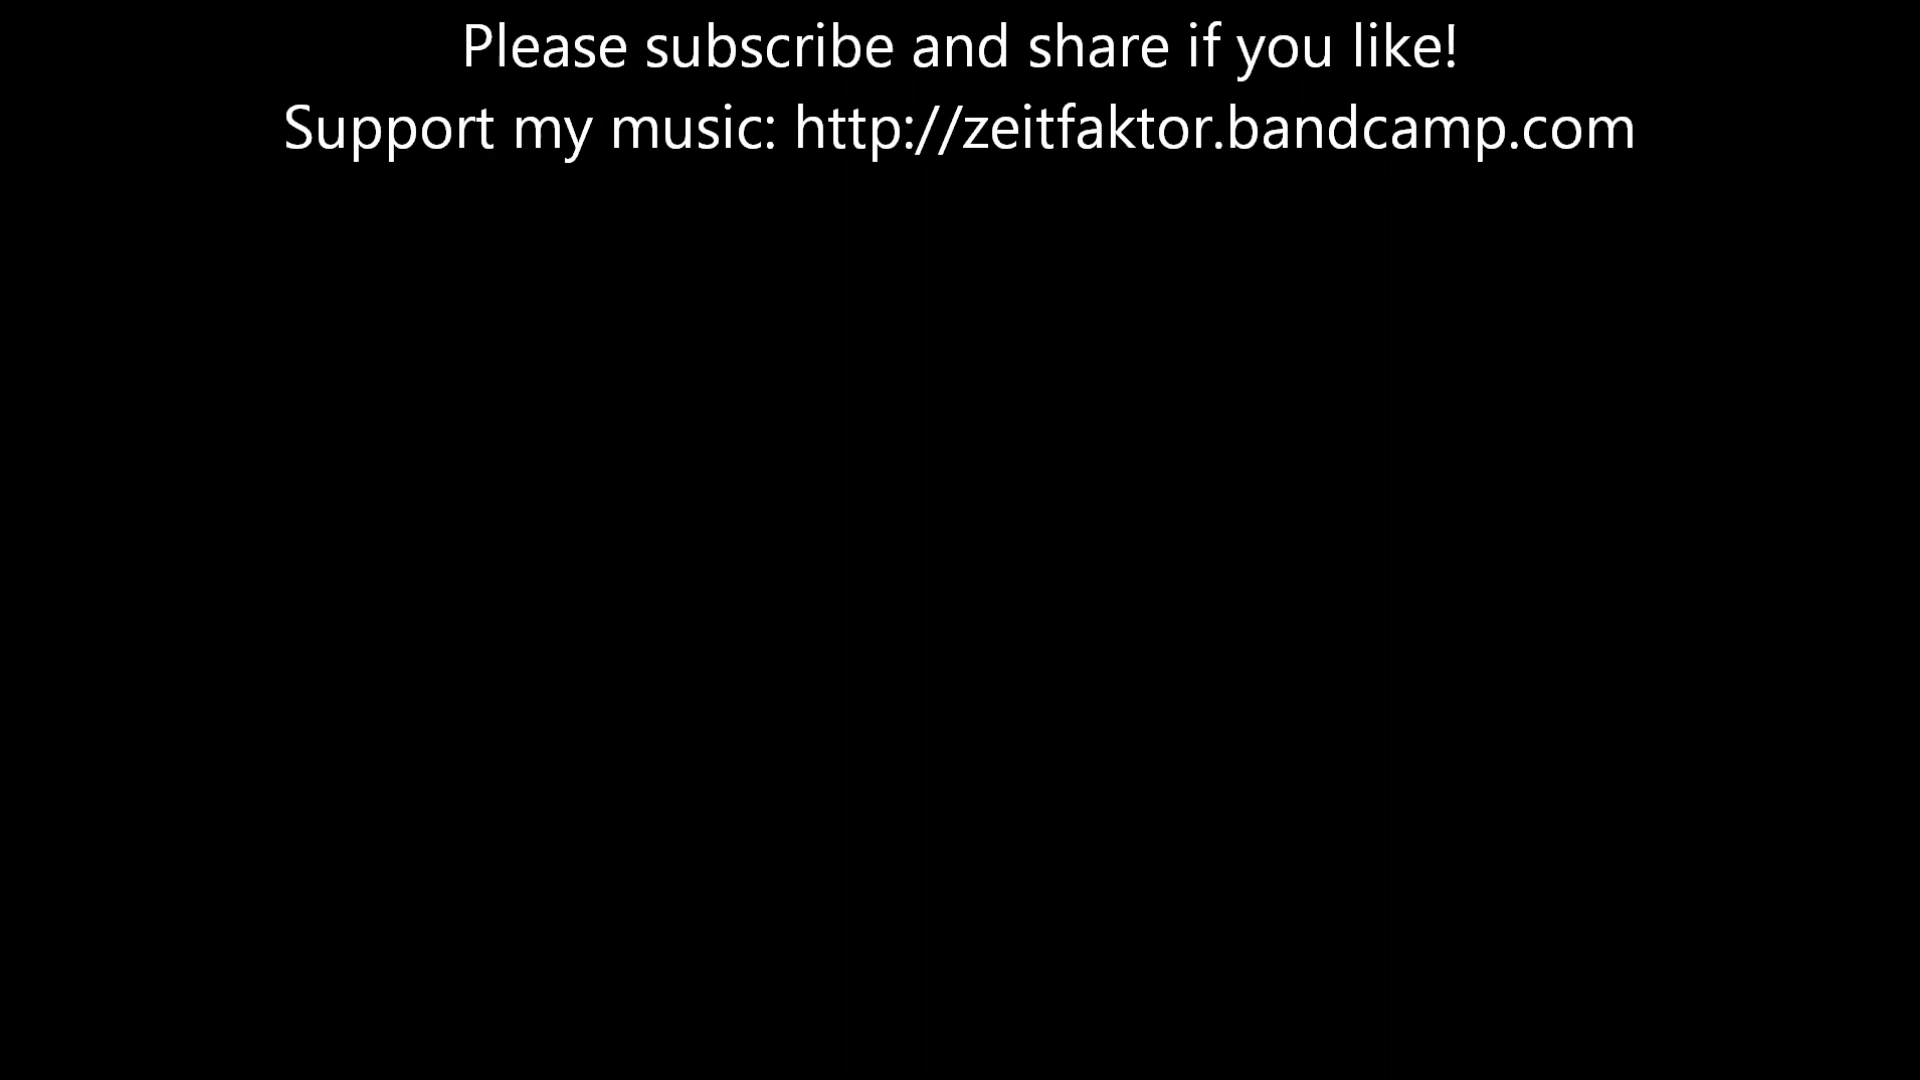 Please subscribe and share if you like!
Support my music: http://zeitfaktor.bandcamp.com